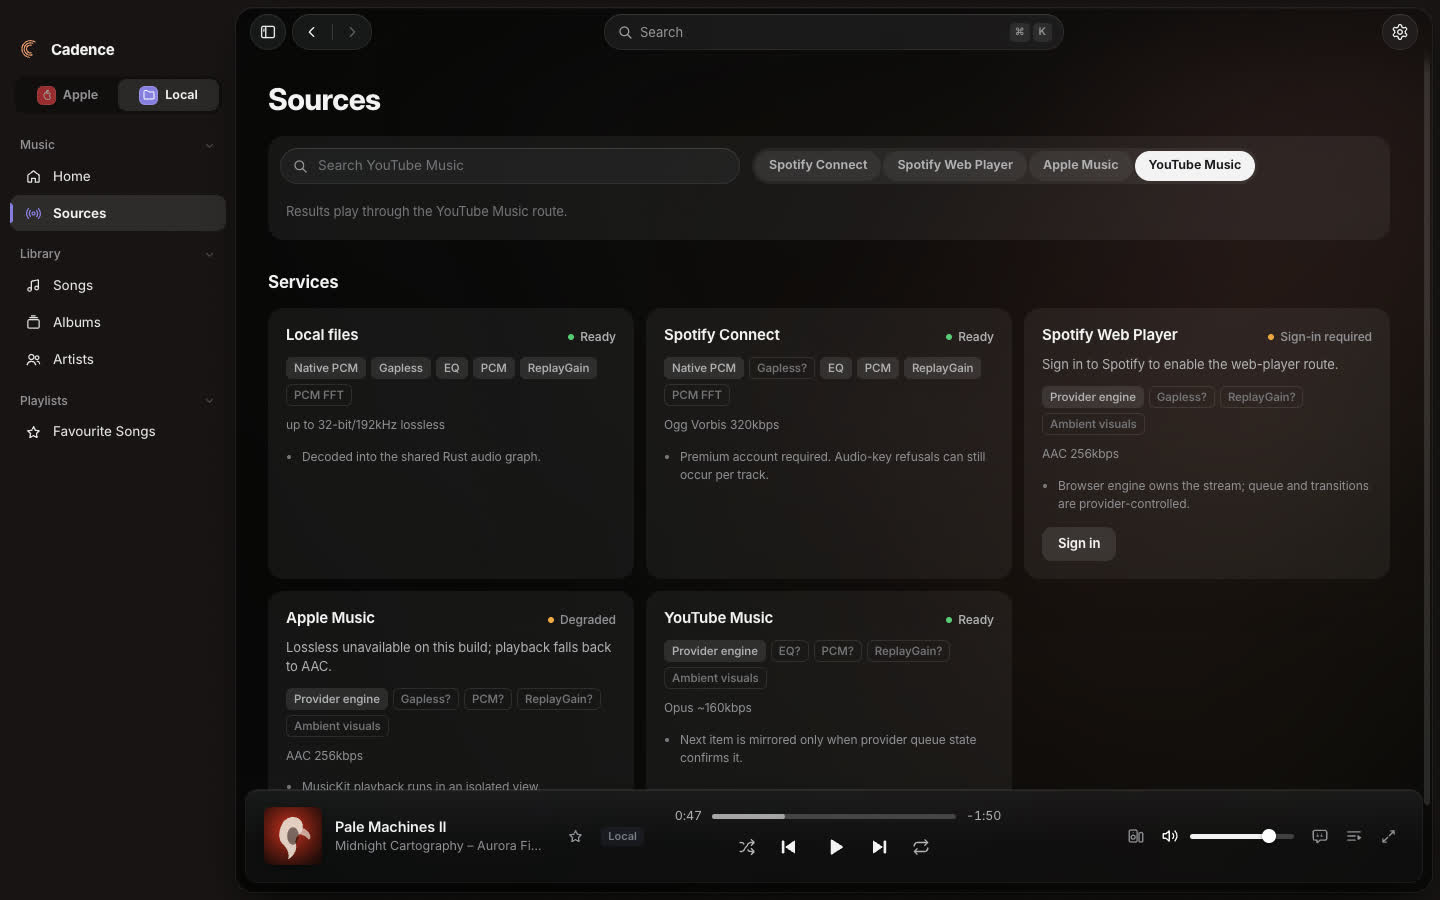 Cadence
Apple
Local
Music
Home
Sources
Library
Songs
Albums
Artists
Playlists
Favourite Songs
Search
⌘ K
Sources
Search YouTube Music
Spotify Connect
Spotify Web Player
Apple Music
YouTube Music
Results play through the YouTube Music route.
Services
Local files
Ready
Native PCM
Gapless
EQ
PCM
ReplayGain
PCM FFT
up to 32-bit/192kHz lossless
• Decoded into the shared Rust audio graph.
Spotify Connect
Ready
Native PCM
Gapless?
EQ
PCM
ReplayGain
PCM FFT
Ogg Vorbis 320kbps
• Premium account required. Audio-key refusals can still
occur per track.
Spotify Web Player
Sign-in required
Sign in to Spotify to enable the web-player route.
Provider engine
Gapless?
ReplayGain?
Ambient visuals
AAC 256kbps
• Browser engine owns the stream; queue and transitions
are provider-controlled.
Sign in
Apple Music
Degraded
Lossless unavailable on this build; playback falls back
to AAC.
Provider engine
Gapless?
PCM?
ReplayGain?
Ambient visuals
AAC 256kbps
• MusicKit playback runs in an isolated view.
YouTube Music
Ready
Provider engine
EQ?
PCM?
ReplayGain?
Ambient visuals
Opus ~160kbps
• Next item is mirrored only when provider queue state
confirms it.
Pale Machines II
Midnight Cartography – Aurora Fi...
Local
0:47
-1:50